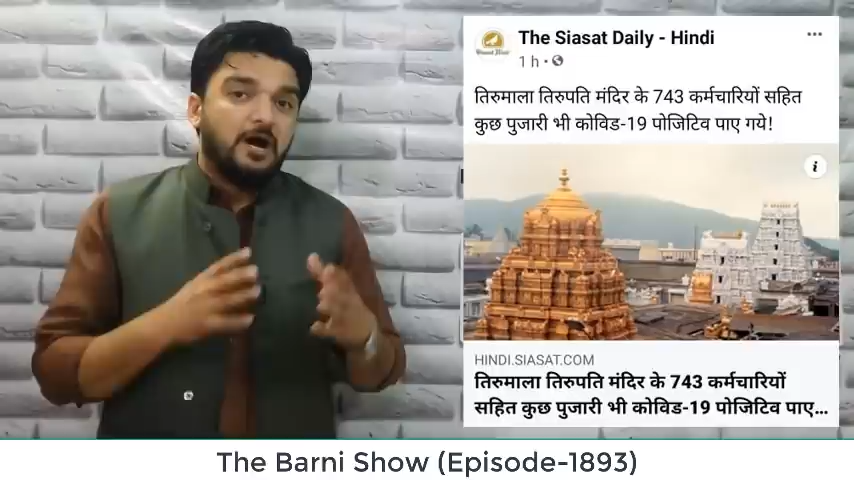 The Siasat Daily - Hindi
1 h ·
तिरुमाला तिरुपति मंदिर के 743 कर्मचारियों सहित
कुछ पुजारी भी कोविड-19 पोजिटिव पाए गये!
HINDI.SIASAT.COM
तिरुमाला तिरुपति मंदिर के 743 कर्मचारियों
सहित कुछ पुजारी भी कोविड-19 पोजिटिव पाए...
The Barni Show (Episode-1893)